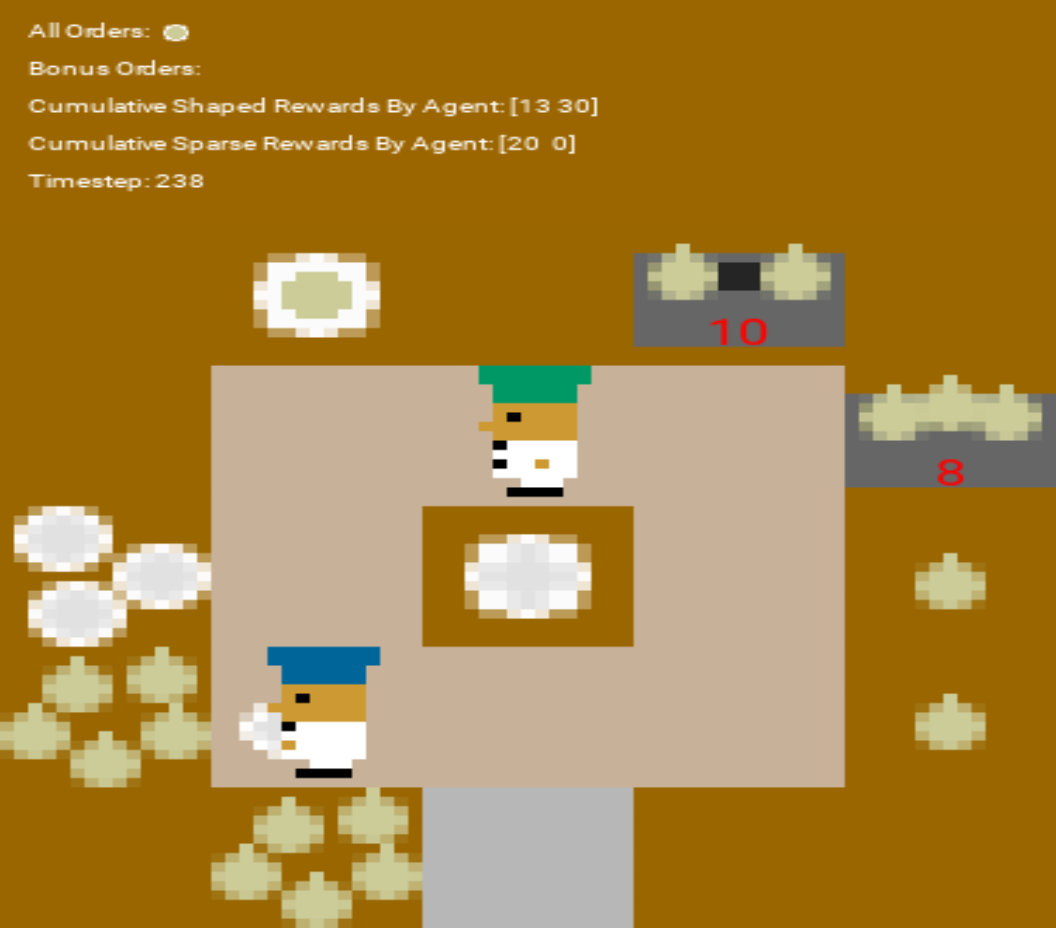 All Orders:
Bonus Orders:
Cumulative Shaped Rewards By Agent: [13 30]
Cumulative Sparse Rewards By Agent: [20  0]
Timestep: 238
10
8